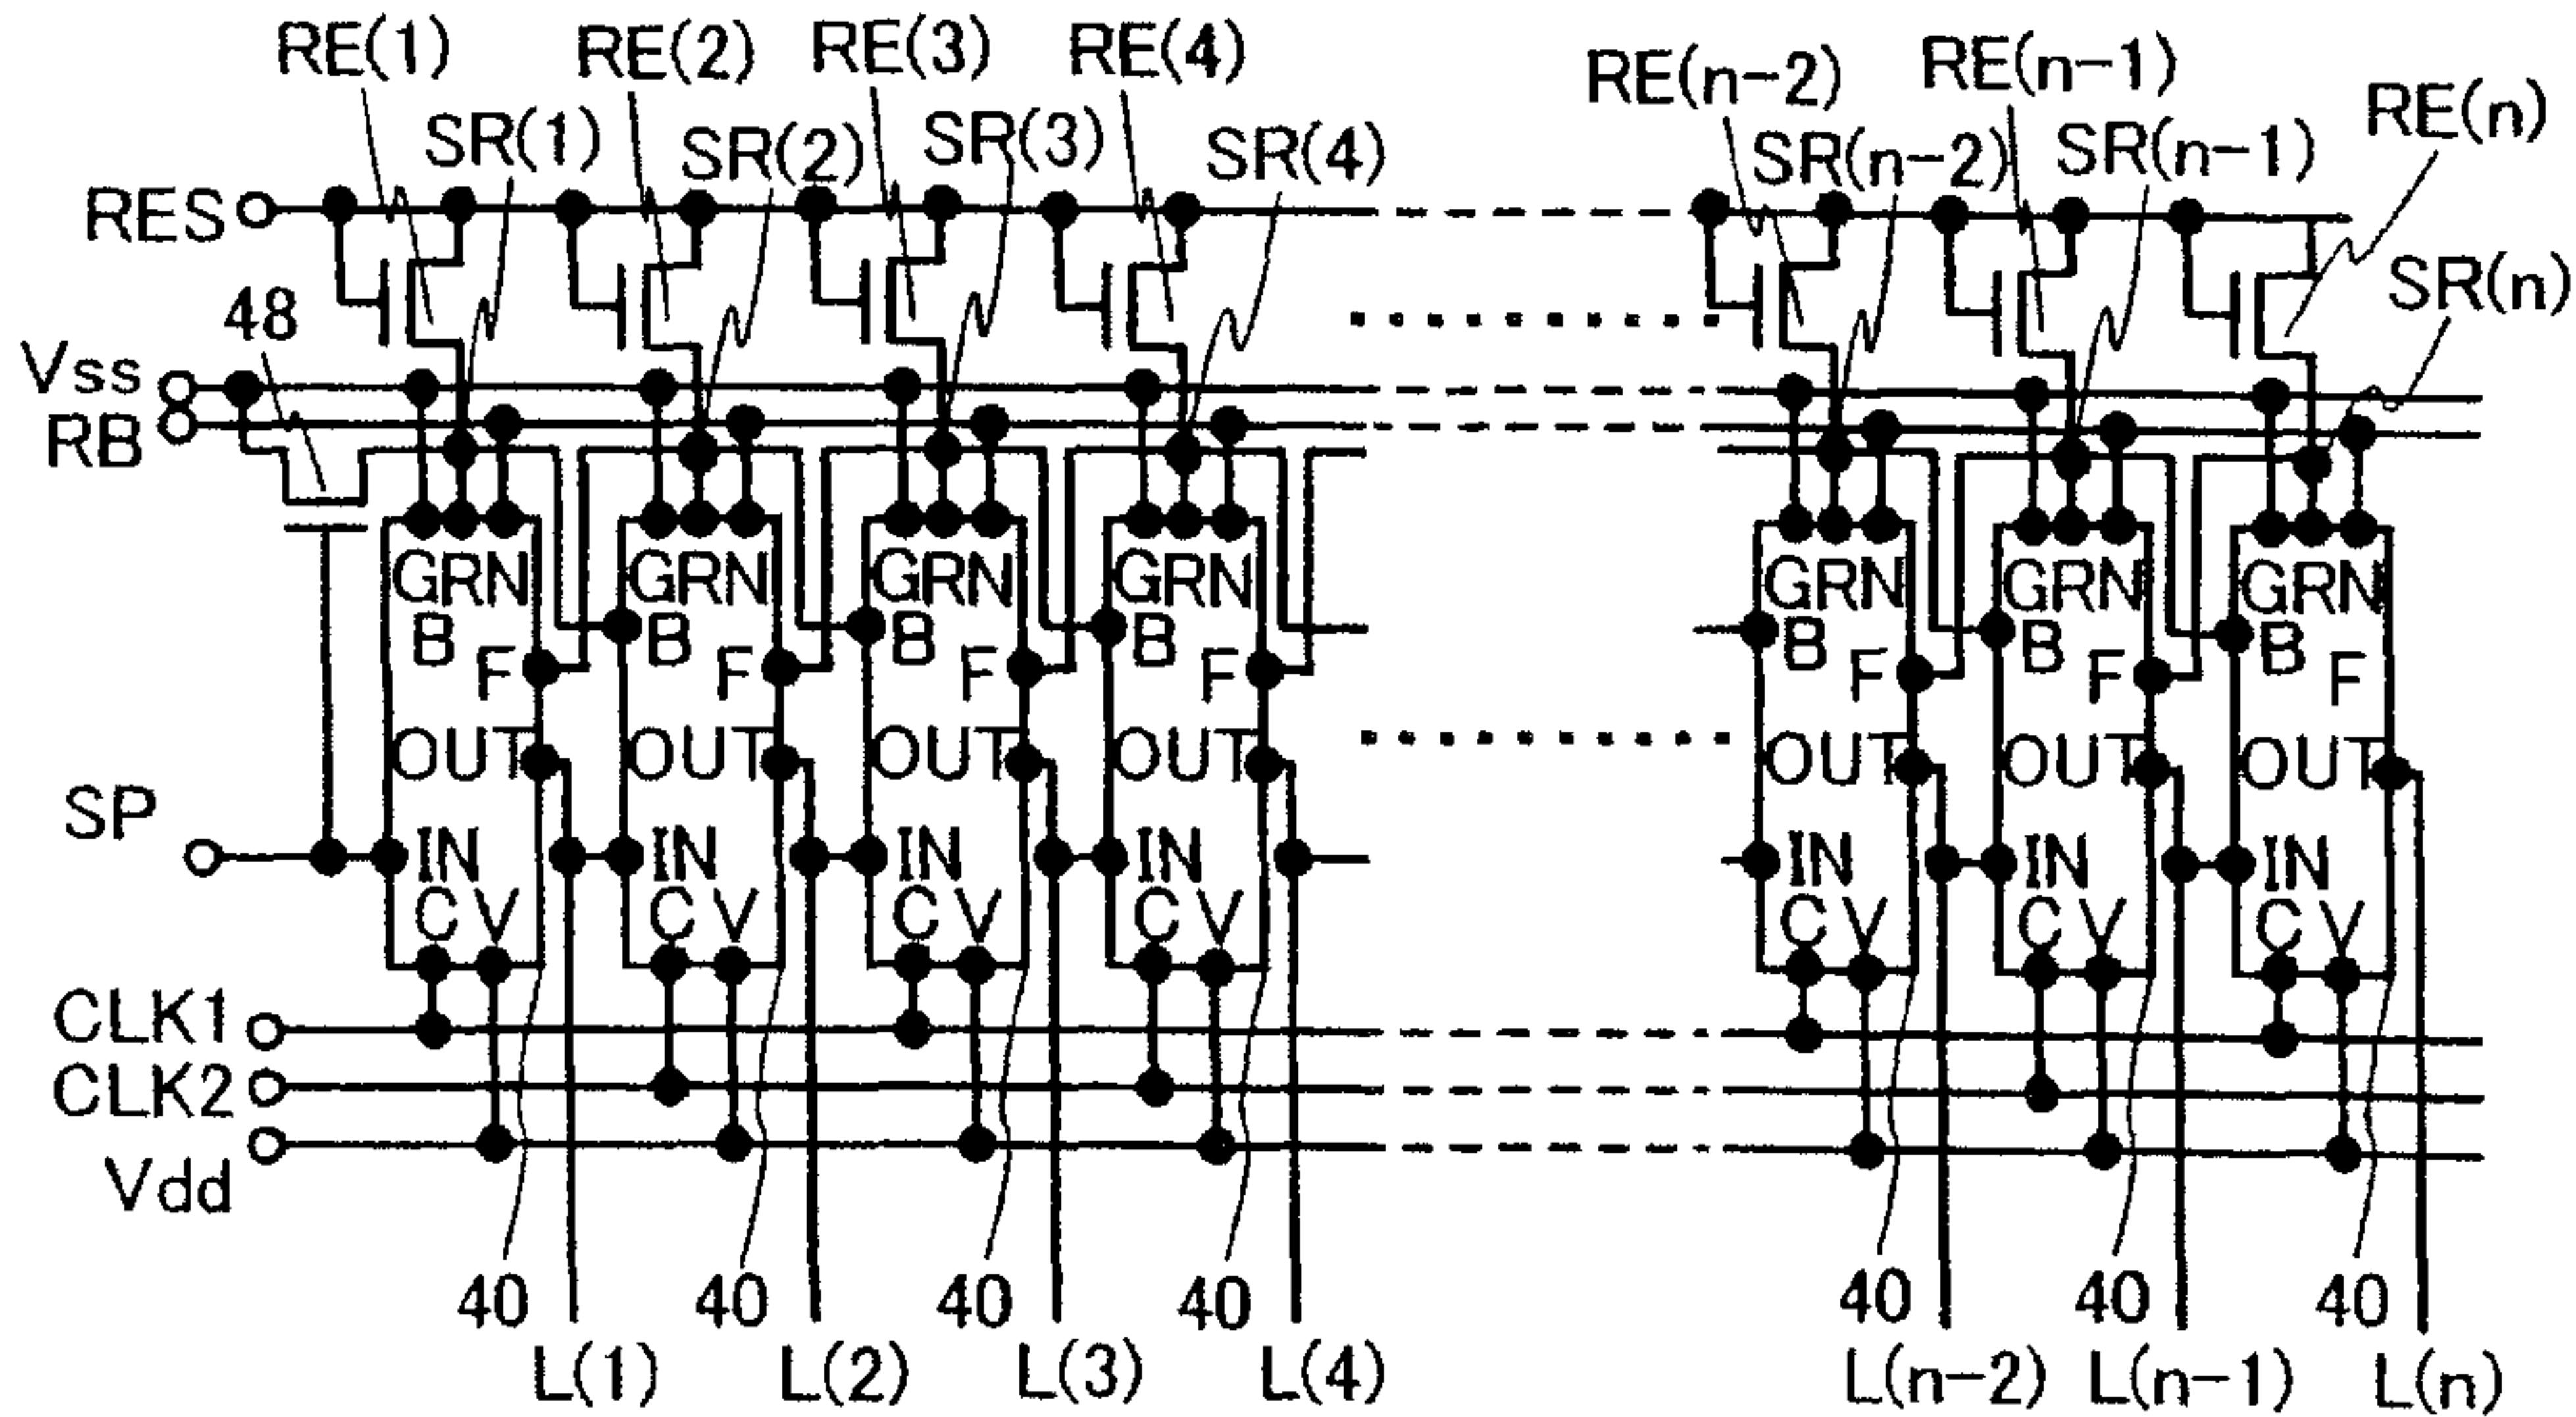 RE(1) RE(2) RE(3) RE(4) RE(n-2) RE(n-1) RE(n)
SR(1) SR(2) SR(3) SR(4) SR(n-2) SR(n-1)
RES
SR(n)
48
Vss
RB
GRN GRN GRN GRN GRN GRN GRN
B B B B B B B
F F F F F F F
OUT OUT OUT OUT OUT OUT OUT
SP
IN IN IN IN IN IN IN
C V C V C V C V C V C V C V
CLK1
CLK2
Vdd
40 40 40 40 40 40 40
L(1) L(2) L(3) L(4) L(n-2) L(n-1) L(n)